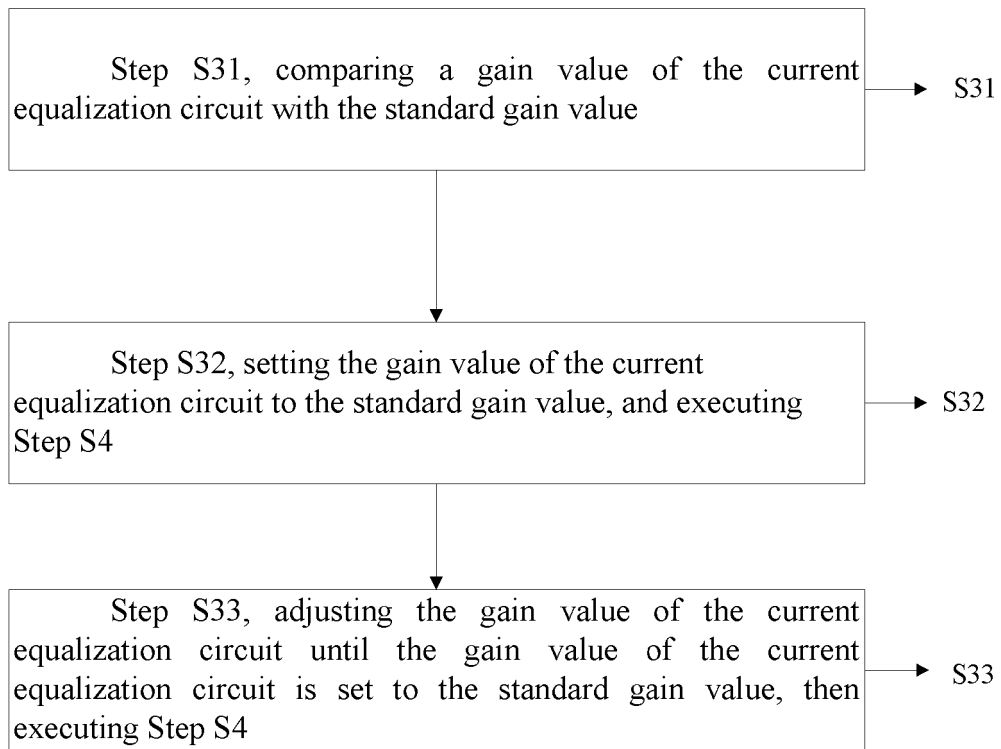 Step S31, comparing a gain value of the current
equalization circuit with the standard gain value
S31
Step S32, setting the gain value of the current
equalization circuit to the standard gain value, and executing
Step S4
S32
Step S33, adjusting the gain value of the current
equalization circuit until the gain value of the current
equalization circuit is set to the standard gain value, then
executing Step S4
S33